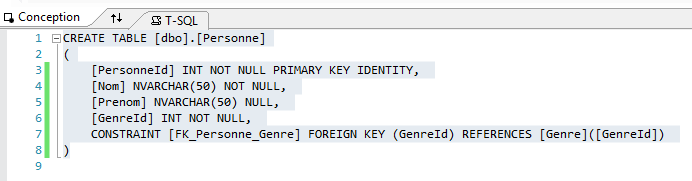 Conception T-SQL
1 CREATE TABLE [dbo].[Personne]
2 (
3 [PersonneId] INT NOT NULL PRIMARY KEY IDENTITY,
4 [Nom] NVARCHAR(50) NOT NULL,
5 [Prenom] NVARCHAR(50) NULL,
6 [GenreId] INT NOT NULL,
7 CONSTRAINT [FK_Personne_Genre] FOREIGN KEY (GenreId) REFERENCES [Genre]([GenreId])
8 )
9